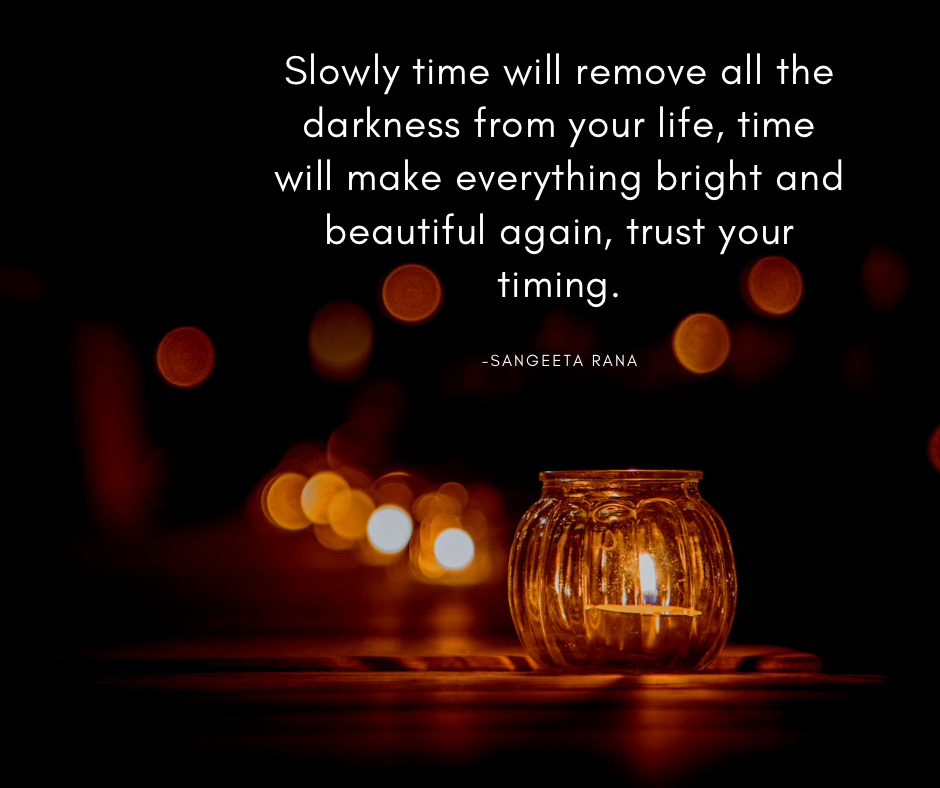 Slowly time will remove all the
darkness from your life, time
will make everything bright and
beautiful again, trust your
timing.
-SANGEETA RANA